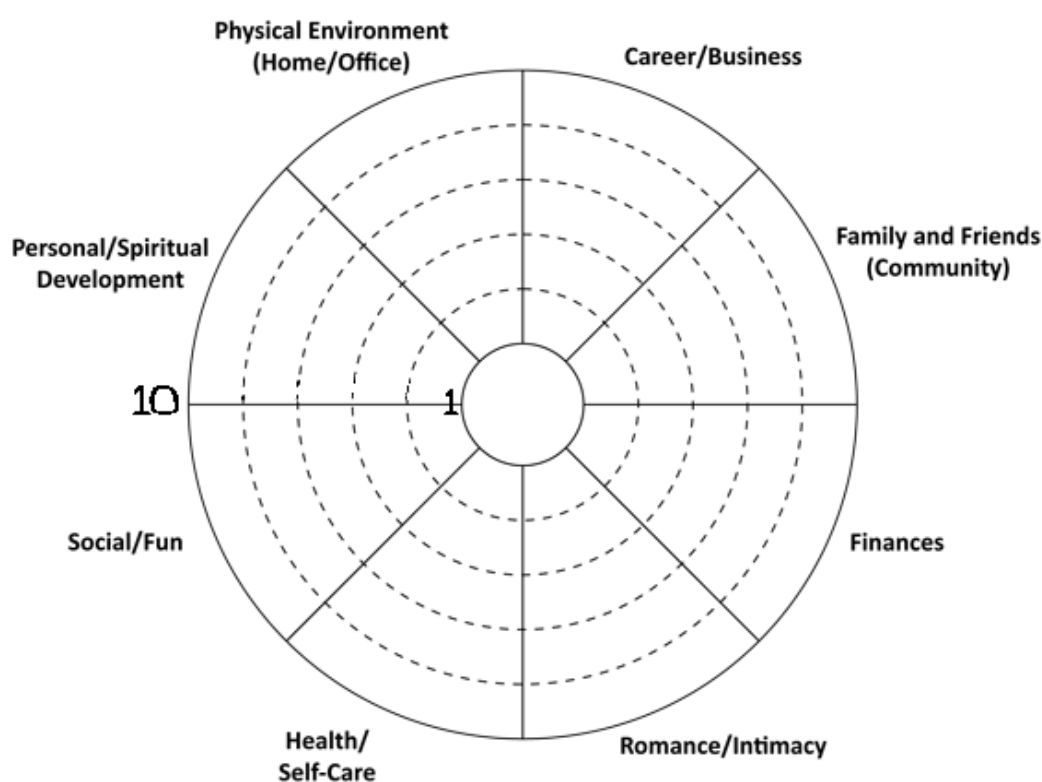 Physical Environment
(Home/Office)
Career/Business
Personal/Spiritual
Development
Family and Friends
(Community)
10
1
Social/Fun
Finances
Health/
Self-Care
Romance/Intimacy